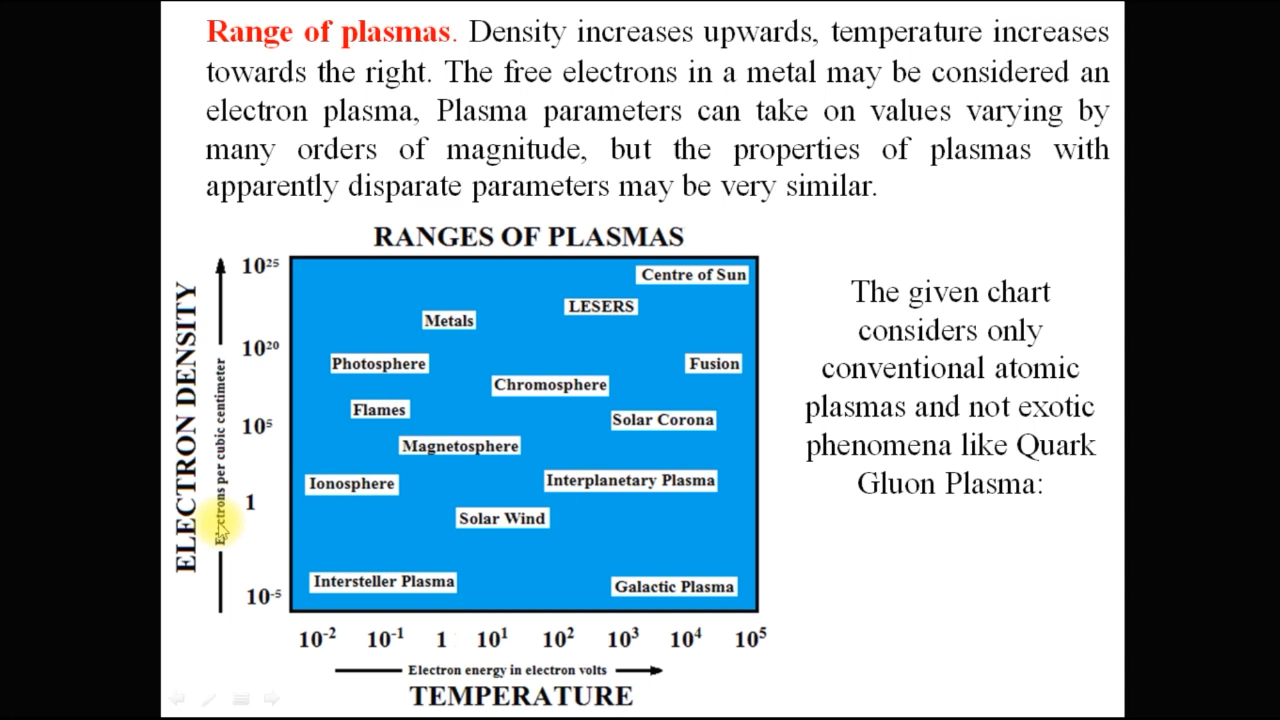 Range of plasmas. Density increases upwards, temperature increases
towards the right. The free electrons in a metal may be considered an
electron plasma, Plasma parameters can take on values varying by
many orders of magnitude, but the properties of plasmas with
apparently disparate parameters may be very similar.
RANGES OF PLASMAS
ELECTRON DENSITY
Electrons per cubic centimeter
10²⁵
10²⁰
10⁵
1
10⁻⁵
Centre of Sun
LESERS
Metals
Photosphere
Fusion
Chromosphere
Flames
Solar Corona
Magnetosphere
Ionosphere
Interplanetary Plasma
Solar Wind
Intersteller Plasma
Galactic Plasma
10⁻² 10⁻¹ 1 10¹ 10² 10³ 10⁴ 10⁵
Electron energy in electron volts
TEMPERATURE
The given chart
considers only
conventional atomic
plasmas and not exotic
phenomena like Quark
Gluon Plasma: